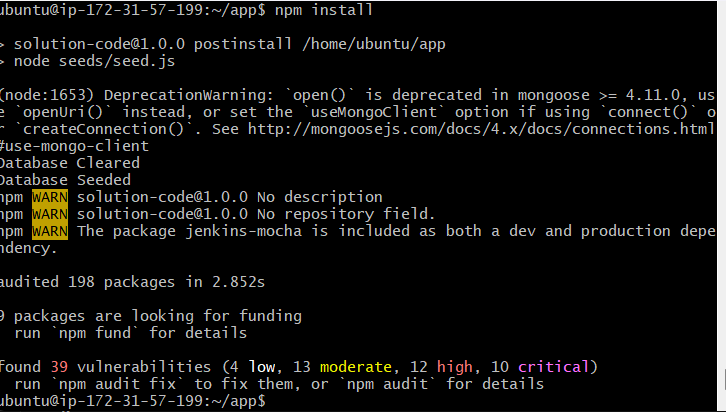 ubuntu@ip-172-31-57-199:~/app$ npm install
> solution-code@1.0.0 postinstall /home/ubuntu/app
> node seeds/seed.js
(node:1653) DeprecationWarning: `open()` is deprecated in mongoose >= 4.11.0, us
e `openUri()` instead, or set the `useMongoClient` option if using `connect()` o
r `createConnection()`. See http://mongoosejs.com/docs/4.x/docs/connections.html
#use-mongo-client
Database Cleared
Database Seeded
npm WARN solution-code@1.0.0 No description
npm WARN solution-code@1.0.0 No repository field.
npm WARN The package jenkins-mocha is included as both a dev and production depe
ndency.
audited 198 packages in 2.852s
9 packages are looking for funding
run `npm fund` for details
found 39 vulnerabilities (4 low, 13 moderate, 12 high, 10 critical)
run `npm audit fix` to fix them, or `npm audit` for details
ubuntu@ip-172-31-57-199:~/app$